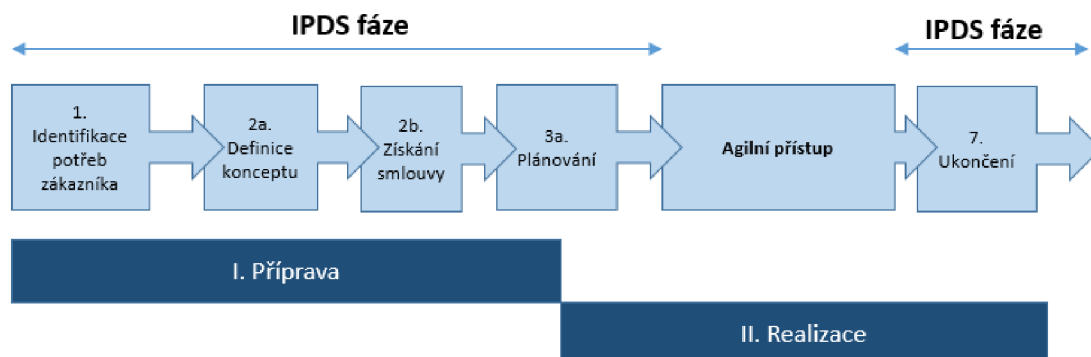 IPDS fáze
IPDS fáze
1.
Identifikace
potřeb
zákazníka
2a.
Definice
konceptu
2b.
Získání
smlouvy
3a.
Plánování
Agilní přístup
7.
Ukončení
I. Příprava
II. Realizace